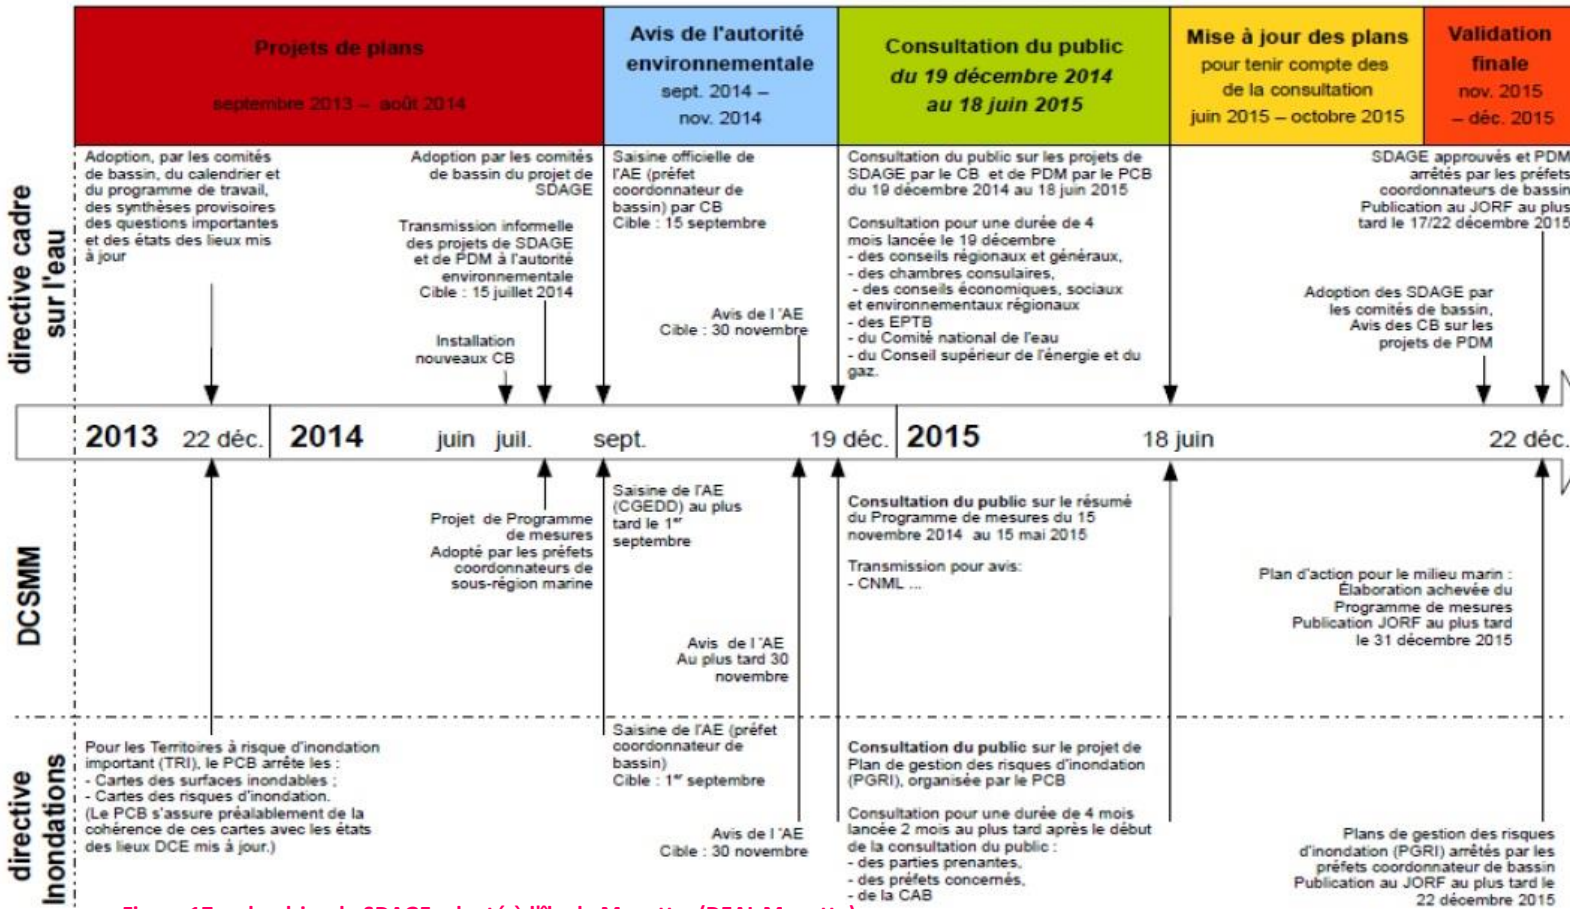 Projets de plans
septembre 2013 – août 2014
Avis de l'autorité
environnementale
sept. 2014 –
nov. 2014
Consultation du public
du 19 décembre 2014
au 18 juin 2015
Mise à jour des plans
pour tenir compte des
de la consultation
juin 2015 – octobre 2015
Validation
finale
nov. 2015
– déc. 2015
directive cadre
sur l'eau
Adoption, par les comités
de bassin, du calendrier et
du programme de travail,
des synthèses provisoires
des questions importantes
et des états des lieux mis
à jour
Adoption par les comités
de bassin du projet de
SDAGE
Transmission informelle
des projets de SDAGE
et de PDM à l'autorité
environnementale
Cible : 15 juillet 2014
Installation
nouveaux CB
Saisine officielle de
l'AE (préfet
coordonnateur de
bassin) par CB
Cible : 15 septembre
Avis de l 'AE
Cible : 30 novembre
Consultation du public sur les projets de
SDAGE par le CB et de PDM par le PCB
du 19 décembre 2014 au 18 juin 2015
Consultation pour une durée de 4
mois lancée le 19 décembre
- des conseils régionaux et généraux,
- des chambres consulaires,
- des conseils économiques, sociaux
et environnementaux régionaux
- des EPTB
- du Comité national de l'eau
- du Conseil supérieur de l'énergie et du
gaz.
SDAGE approuvés et PDM
arrêtés par les préfets
coordonnateurs de bassin
Publication au JORF au plus
tard le 17/22 décembre 2015
Adoption des SDAGE par
les comités de bassin,
Avis des CB sur les
projets de PDM
2013 22 déc. 2014 juin juil. sept. 19 déc. 2015 18 juin 22 déc.
DCSMM
Projet de Programme
de mesures
Adopté par les préfets
coordonnateurs de
sous-région marine
Saisine de l'AE
(CGEDD) au plus
tard le 1er
septembre
Avis de l 'AE
Au plus tard 30
novembre
Consultation du public sur le résumé
du Programme de mesures du 15
novembre 2014 au 15 mai 2015
Transmission pour avis:
- CNML ...
Plan d'action pour le milieu marin :
Élaboration achevée du
Programme de mesures
Publication JORF au plus tard
le 31 décembre 2015
directive
Inondations
Pour les Territoires à risque d'inondation
important (TRI), le PCB arrête les :
- Cartes des surfaces inondables ;
- Cartes des risques d'inondation.
(Le PCB s'assure préalablement de la
cohérence de ces cartes avec les états
des lieux DCE mis à jour.)
Saisine de l'AE (préfet
coordonnateur de
bassin)
Cible : 1er septembre
Avis de l 'AE
Cible : 30 novembre
Consultation du public sur le projet de
Plan de gestion des risques d'inondation
(PGRI), organisée par le PCB
Consultation pour une durée de 4 mois
lancée 2 mois au plus tard après le début
de la consultation du public :
- des parties prenantes,
- des préfets concernés,
- de la CAB
Plans de gestion des risques
d'inondation (PGRI) arrêtés par les
préfets coordonnateur de bassin
Publication au JORF au plus tard le
22 décembre 2015